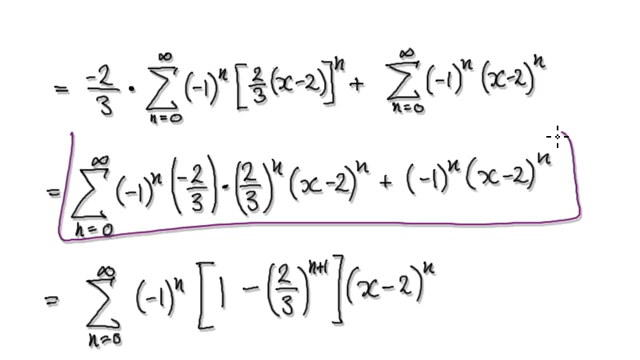 = -2/3 · ∑_{n=0}^{∞} (-1)^n [2/3 (x-2)]^n + ∑_{n=0}^{∞} (-1)^n (x-2)^n
= ∑_{n=0}^{∞} (-1)^n (-2/3) · (2/3)^n (x-2)^n + (-1)^n (x-2)^n
= ∑_{n=0}^{∞} (-1)^n [1 - (2/3)^{n+1}] (x-2)^n